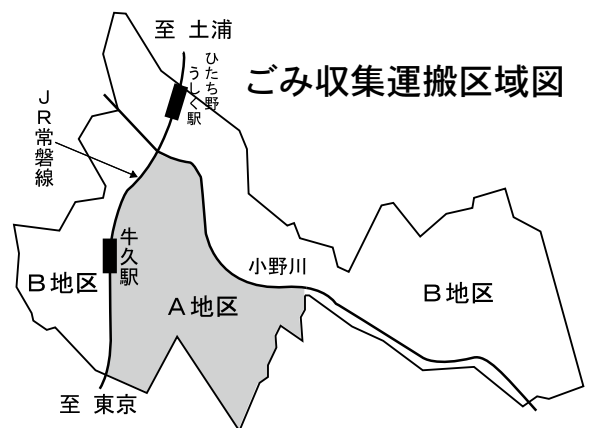 至 土浦
ひたち野
うしく駅
ごみ収集運搬区域図
JR常磐線
牛久駅
小野川
B地区
A地区
B地区
至 東京